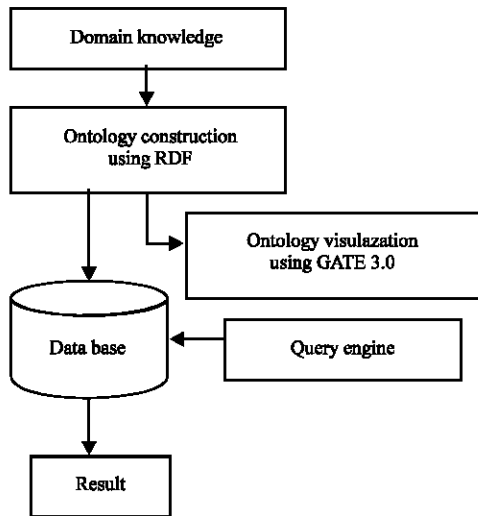 Domain knowledge
Ontology construction
using RDF
Ontology visulazation
using GATE 3.0
Data base
Query engine
Result